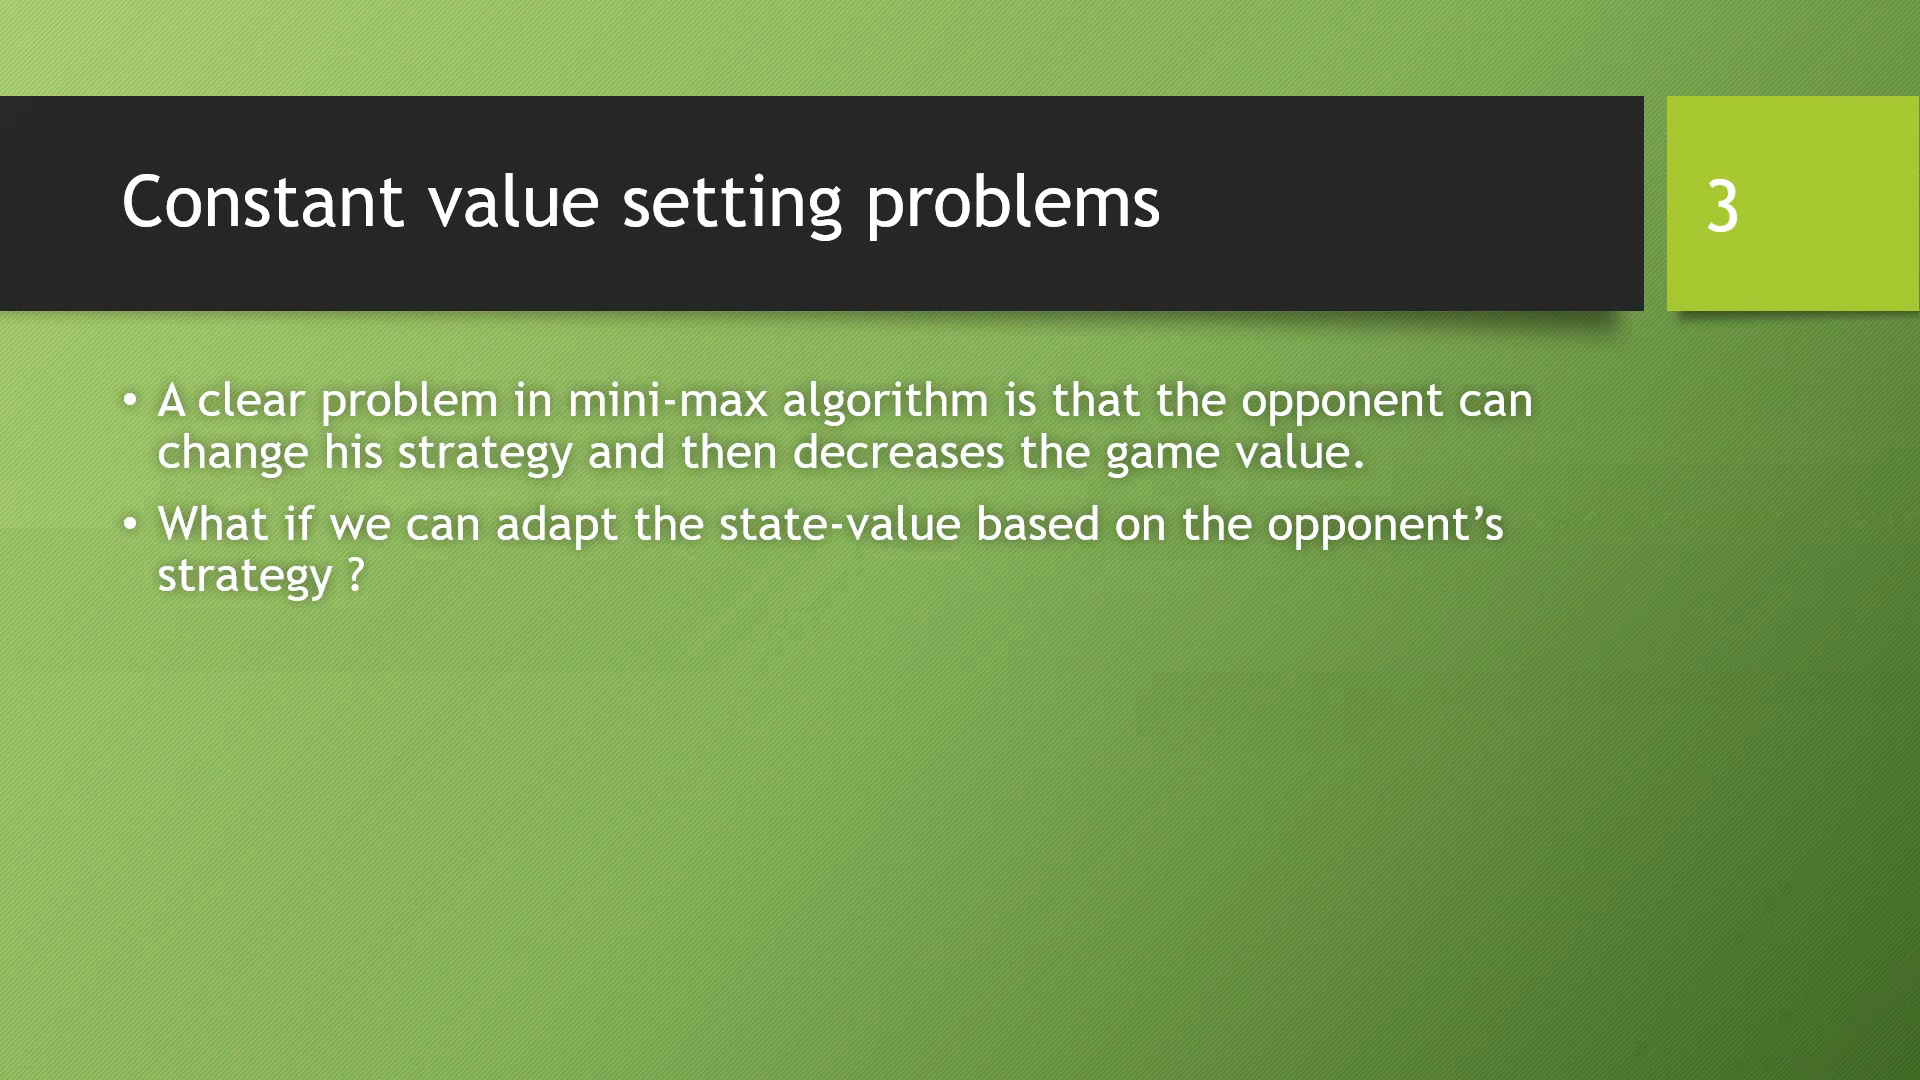 Constant value setting problems
3
• A clear problem in mini-max algorithm is that the opponent can
change his strategy and then decreases the game value.
• What if we can adapt the state-value based on the opponent’s
strategy ?